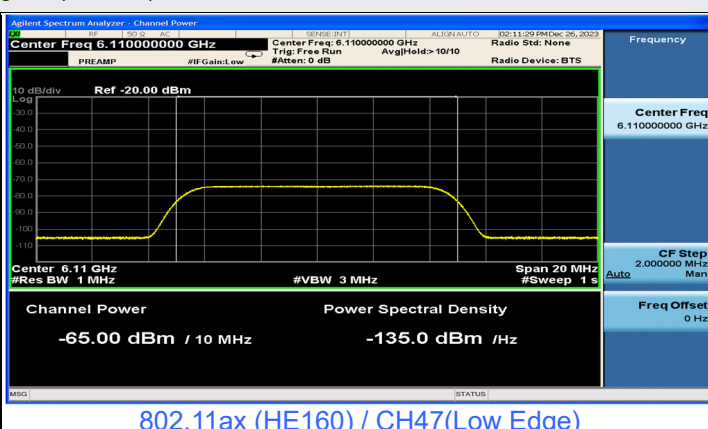 Agilent Spectrum Analyzer - Channel Power
LXI RF 50 Ω AC SENSE:INT ALIGN AUTO 02:11:29 PM Dec 26, 2023
Center Freq 6.110000000 GHz Center Freq: 6.110000000 GHz Radio Std: None Frequency
Trig: Free Run Avg|Hold:> 10/10
PREAMP #IFGain:Low #Atten: 0 dB Radio Device: BTS
10 dB/div Ref -20.00 dBm
Log
-30.0
-40.0
-50.0
-60.0
-70.0
-80.0
-90.0
-100
-110
Center Freq
6.110000000 GHz
Center 6.11 GHz Span 20 MHz
#Res BW 1 MHz #VBW 3 MHz #Sweep 1 s
CF Step
2.000000 MHz
Auto Man
Channel Power Power Spectral Density
-65.00 dBm / 10 MHz -135.0 dBm /Hz
Freq Offset
0 Hz
MSG STATUS
802.11ax (HE160) / CH47(Low Edge)